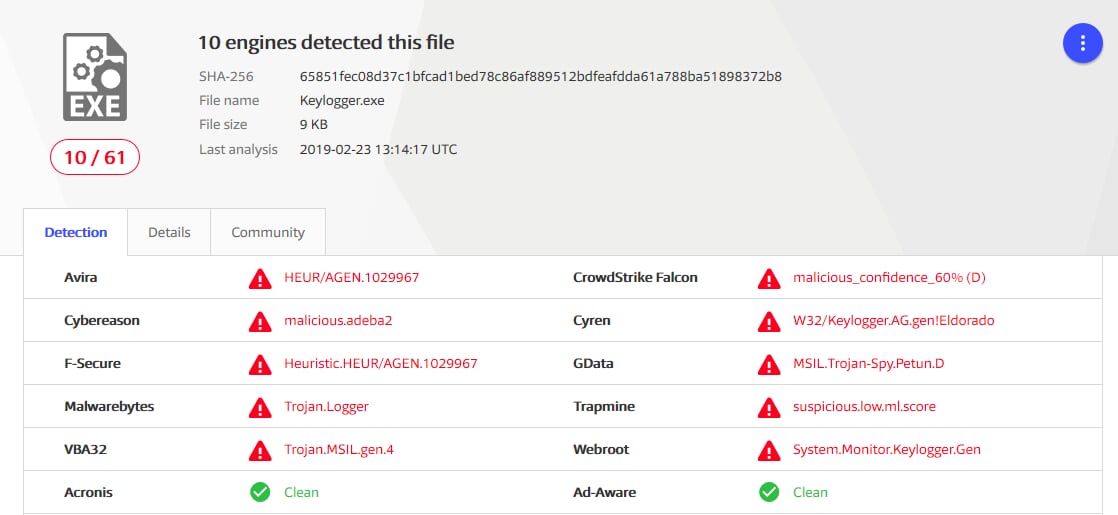 EXE
10 / 61
10 engines detected this file
SHA-256 65851fec08d37c1bfcad1bed78c86af889512bdfeafdda61a788ba51898372b8
File name Keylogger.exe
File size 9 KB
Last analysis 2019-02-23 13:14:17 UTC
Detection Details Community
Avira HEUR/AGEN.1029967 CrowdStrike Falcon malicious_confidence_60% (D)
Cybereason malicious.adeba2 Cyren W32/Keylogger.AG.gen!Eldorado
F-Secure Heuristic.HEUR/AGEN.1029967 GData MSIL.Trojan-Spy.Petun.D
Malwarebytes Trojan.Logger Trapmine suspicious.low.ml.score
VBA32 Trojan.MSIL.gen.4 Webroot System.Monitor.Keylogger.Gen
Acronis Clean Ad-Aware Clean